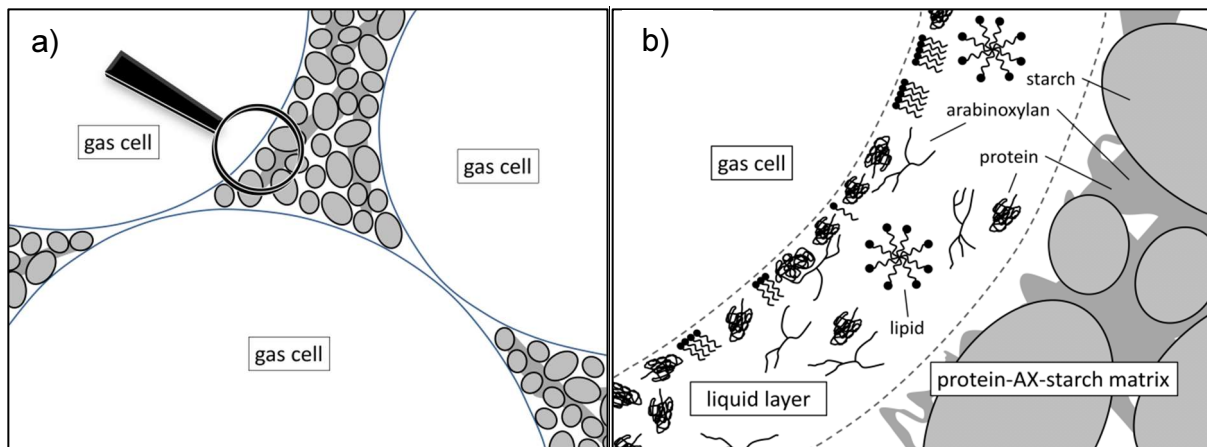 a)
gas cell
gas cell
gas cell
b)
starch
arabinoxylan
protein
gas cell
lipid
protein-AX-starch matrix
liquid layer